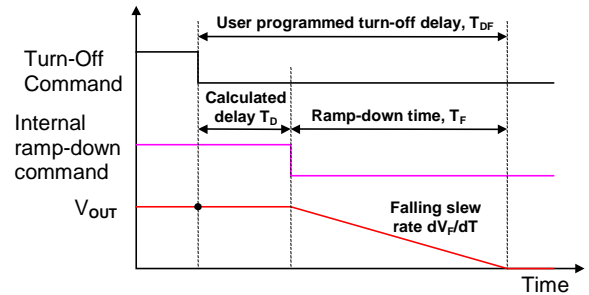 User programmed turn-off delay, TDF
Turn-Off
Command
Calculated
delay TD
Ramp-down time, TF
Internal
ramp-down
command
VOUT
Falling slew
rate dVF/dT
Time